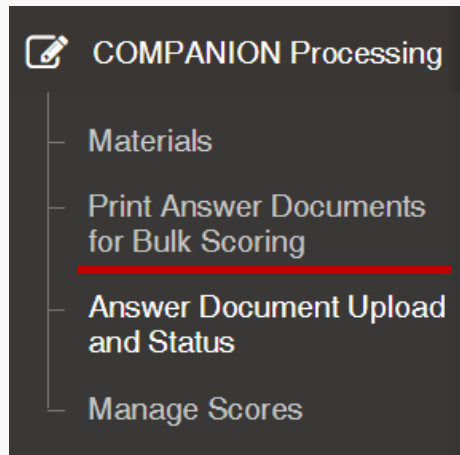 COMPANION Processing
Materials
Print Answer Documents
for Bulk Scoring
Answer Document Upload
and Status
Manage Scores